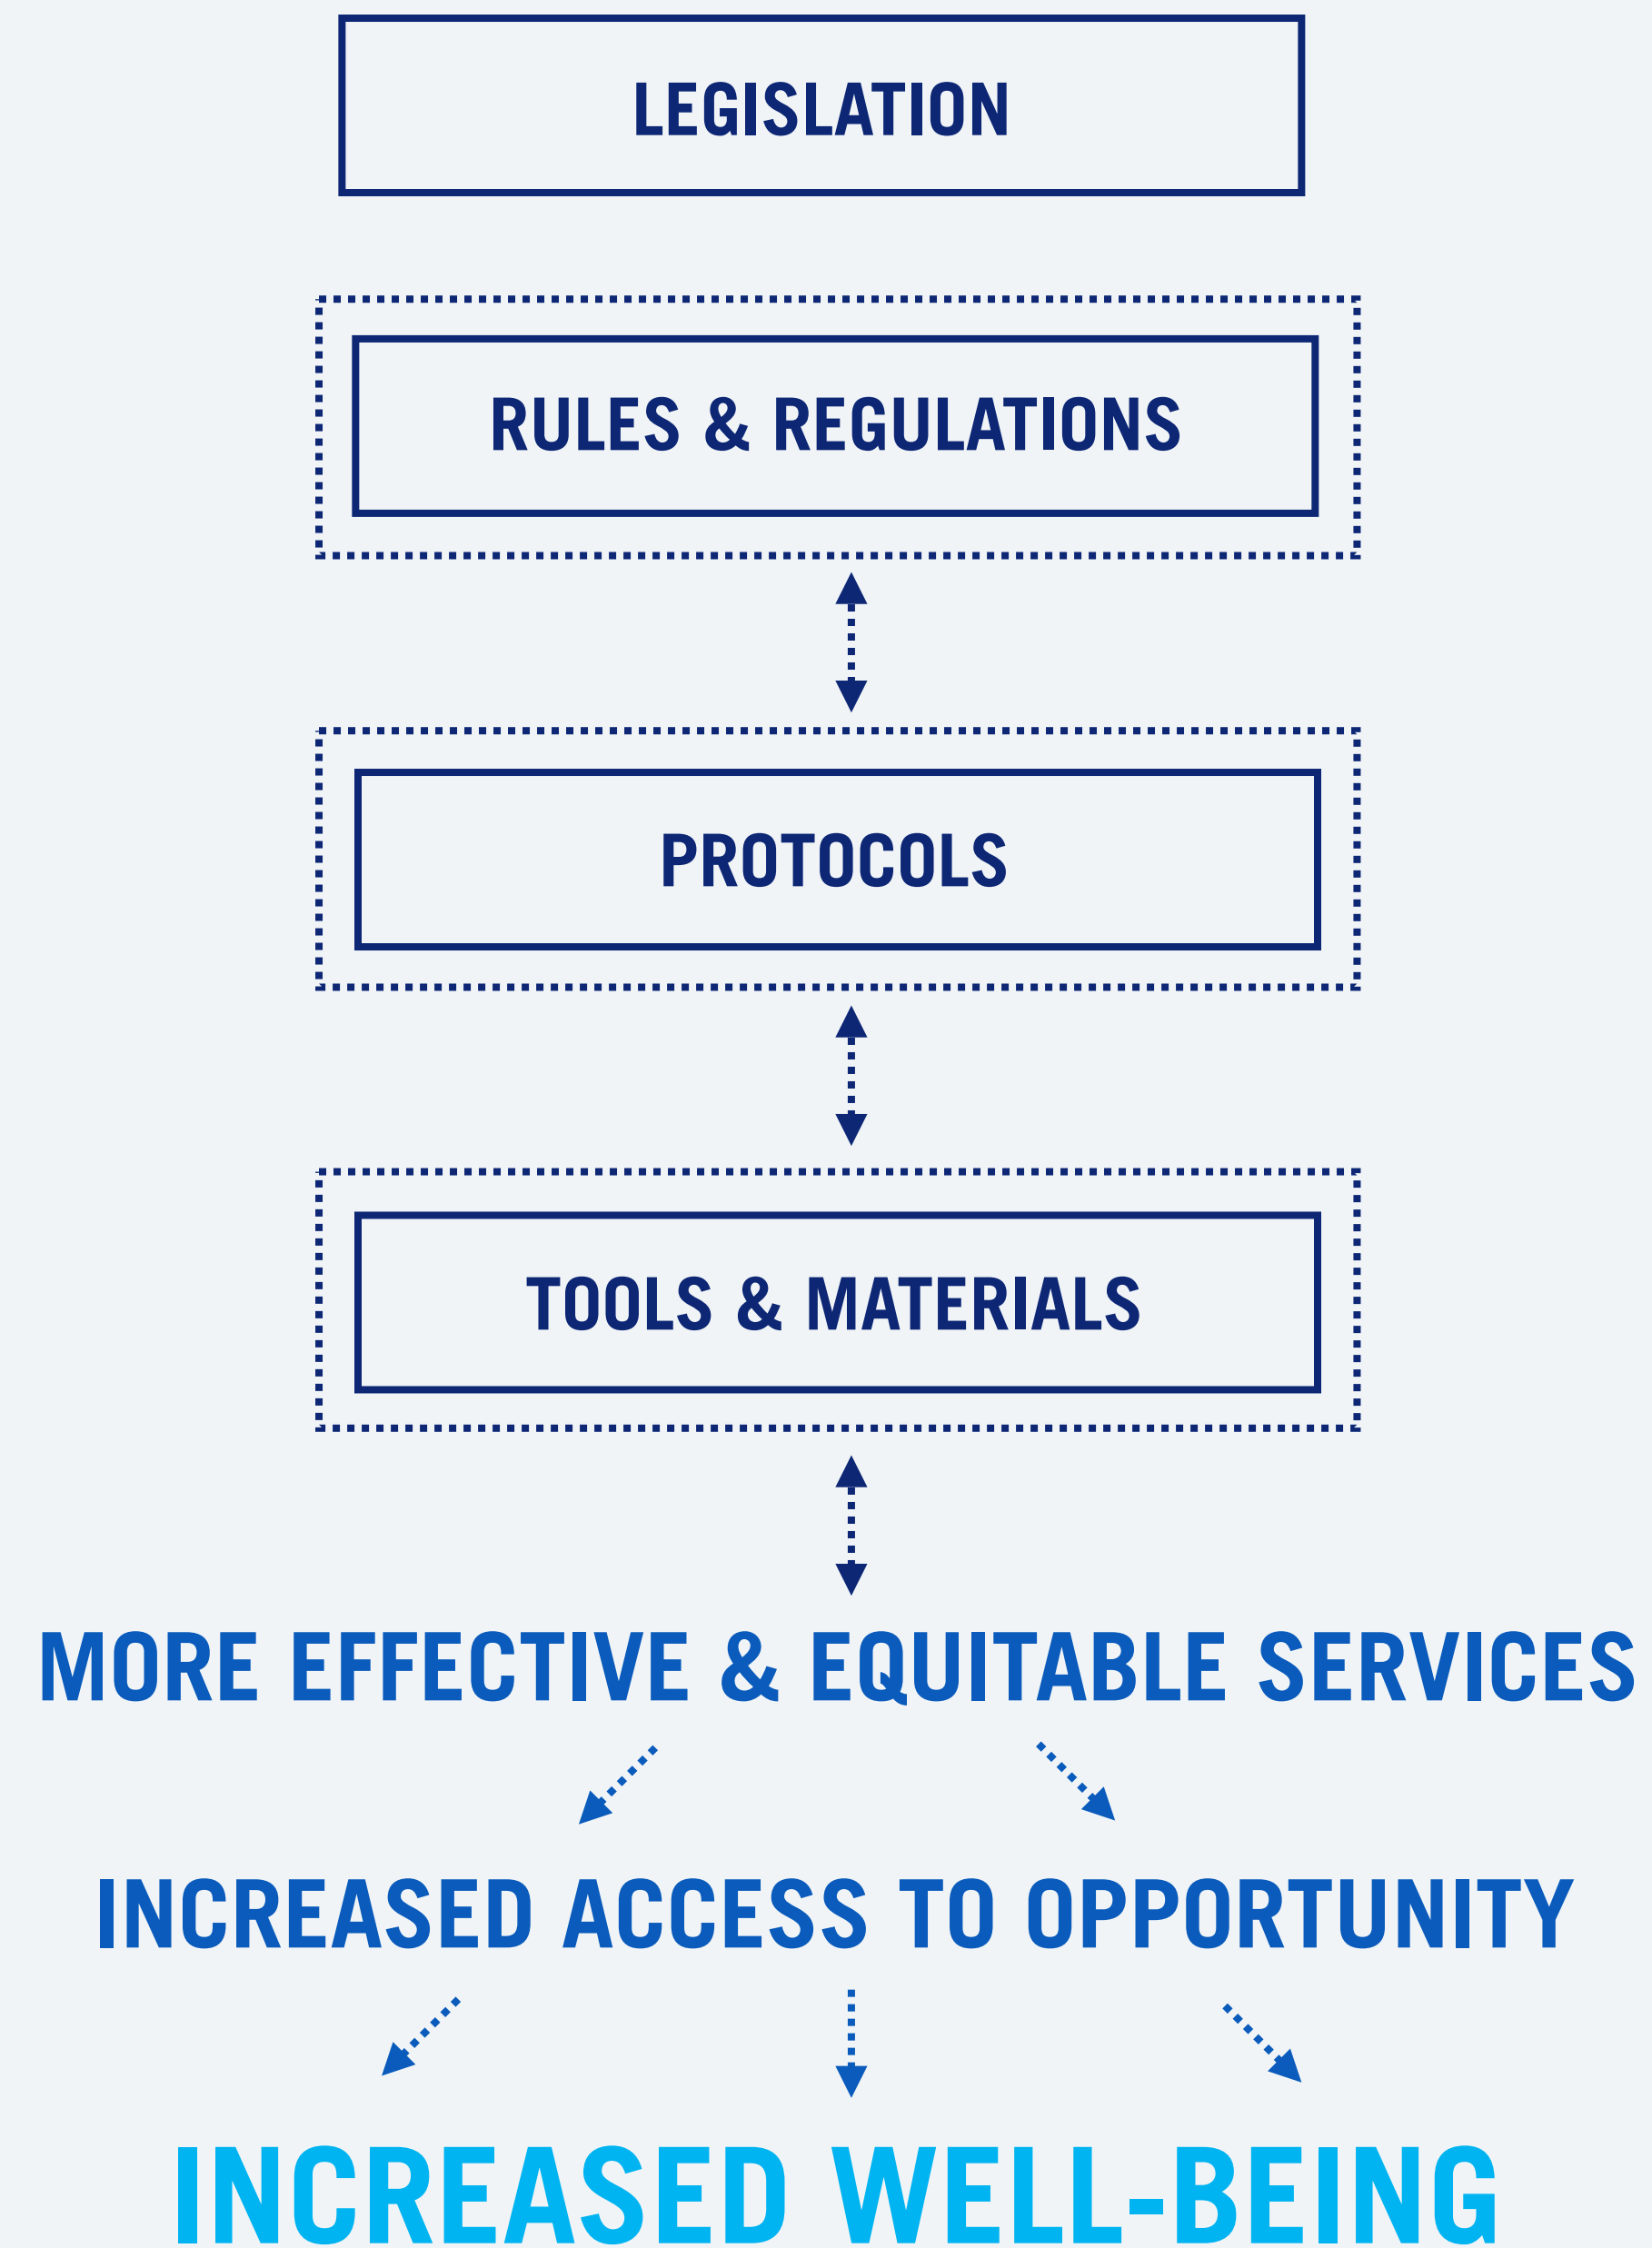 LEGISLATION
RULES & REGULATIONS
PROTOCOLS
TOOLS & MATERIALS
MORE EFFECTIVE & EQUITABLE SERVICES
INCREASED ACCESS TO OPPORTUNITY
INCREASED WELL-BEING